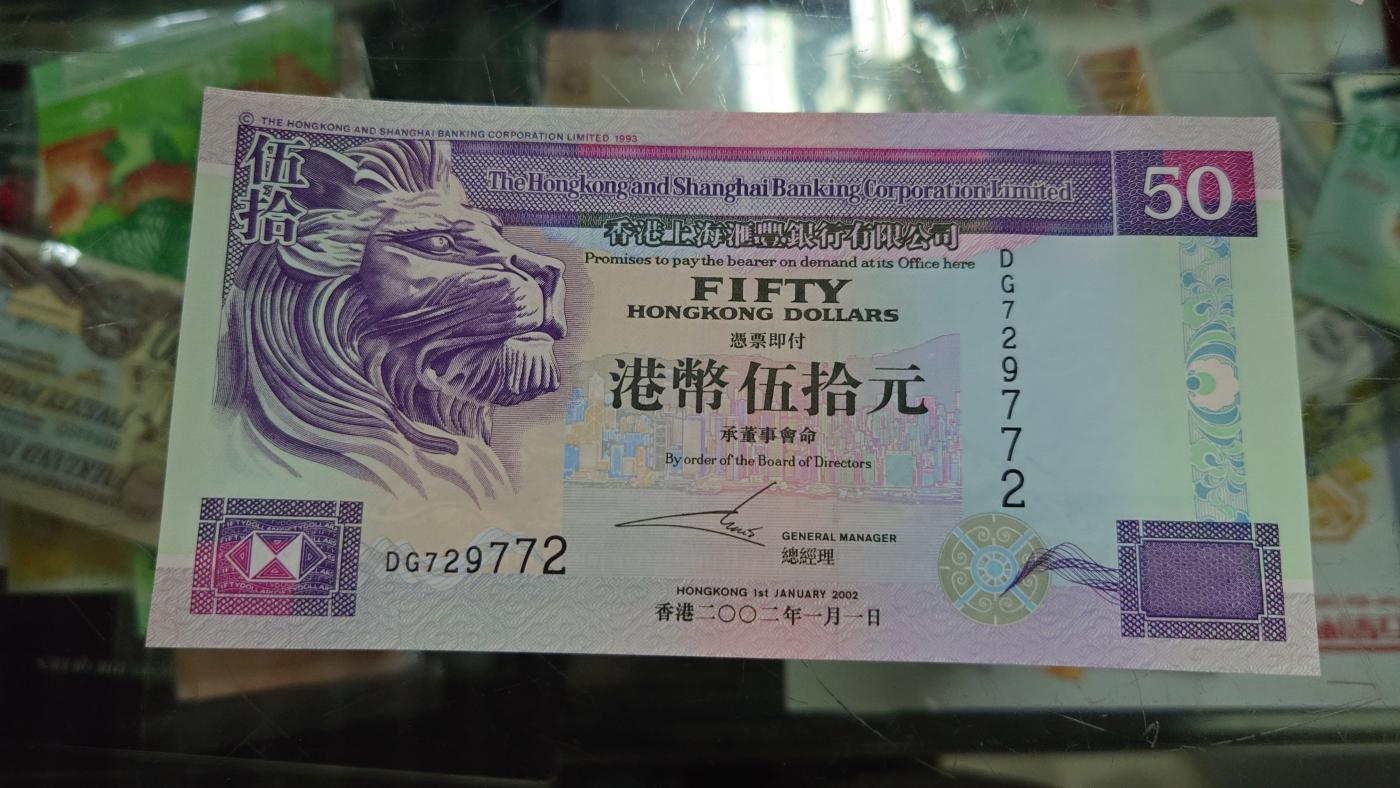 © THE HONGKONG AND SHANGHAI BANKING CORPORATION LIMITED 1993
伍拾
The Hongkong and Shanghai Banking Corporation Limited
50
香港上海滙豐銀行有限公司
Promises to pay the bearer on demand at its Office here
DG729772
FIFTY
HONGKONG DOLLARS
憑票即付
港幣伍拾元
承董事會命
By order of the Board of Directors
GENERAL MANAGER
總經理
DG729772
HONGKONG 1st JANUARY 2002
香港二〇〇二年一月一日